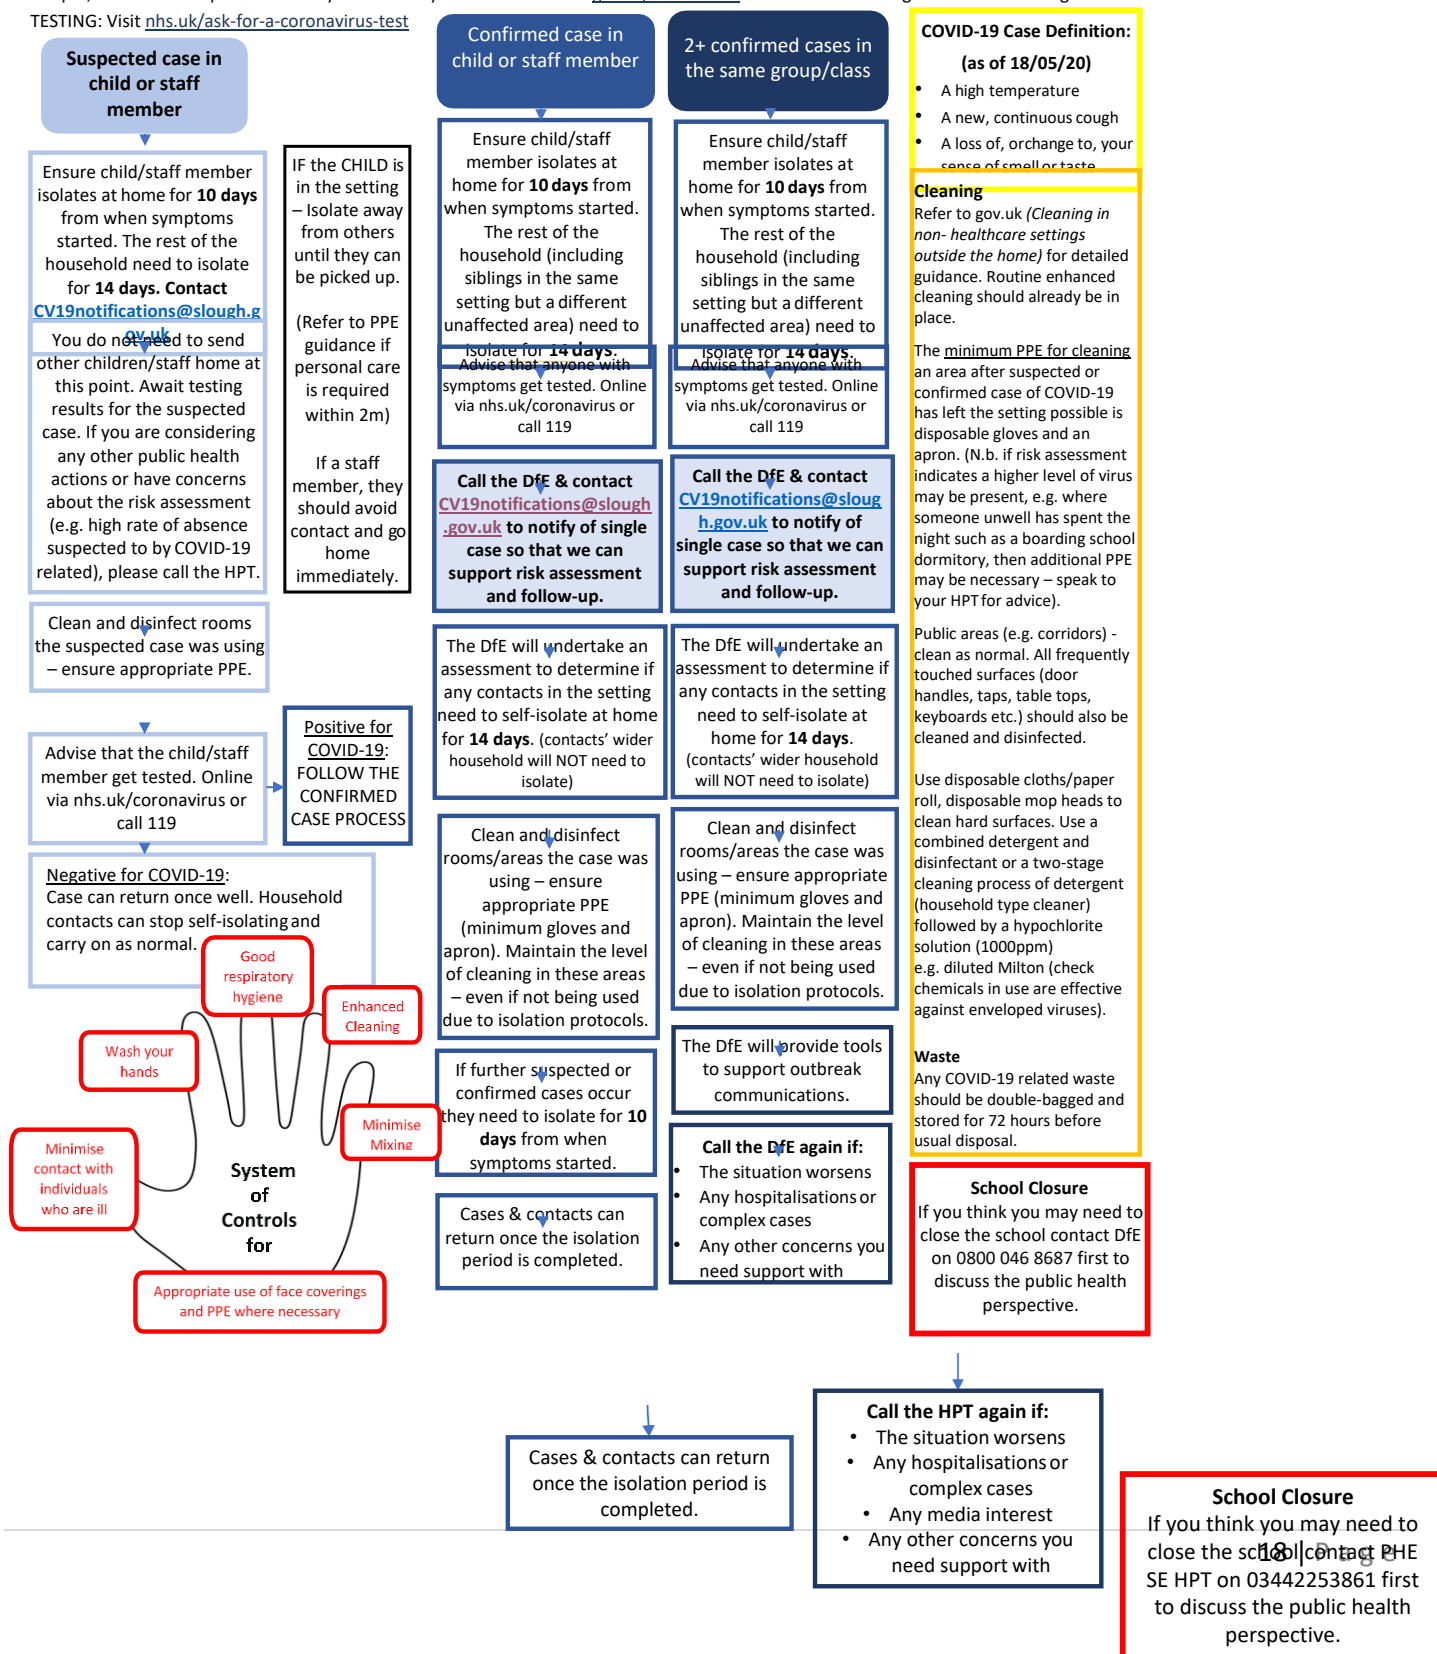 TESTING: Visit nhs.uk/ask-for-a-coronavirus-test
Suspected case in
child or staff
member
Ensure child/staff member
isolates at home for 10 days
from when symptoms
started. The rest of the
household need to isolate
for 14 days. Contact
CV19notifications@slough.g
ov.uk
You do not need to send
other children/staff home at
this point. Await testing
results for the suspected
case. If you are considering
any other public health
actions or have concerns
about the risk assessment
(e.g. high rate of absence
suspected to by COVID-19
related), please call the HPT.
Clean and disinfect rooms
the suspected case was using
– ensure appropriate PPE.
Advise that the child/staff
member get tested. Online
via nhs.uk/coronavirus or
call 119
Negative for COVID-19:
Case can return once well. Household
contacts can stop self-isolating and
carry on as normal.
IF the CHILD is
in the setting
– Isolate away
from others
until they can
be picked up.
(Refer to PPE
guidance if
personal care
is required
within 2m)
If a staff
member, they
should avoid
contact and go
home
immediately.
Positive for
COVID-19:
FOLLOW THE
CONFIRMED
CASE PROCESS
Good
respiratory
hygiene
Enhanced
Cleaning
Wash your
hands
Minimise
Mixing
Minimise
contact with
individuals
who are ill
System
of
Controls
for
Appropriate use of face coverings
and PPE where necessary
Confirmed case in
child or staff member
Ensure child/staff
member isolates at
home for 10 days from
when symptoms started.
The rest of the
household (including
siblings in the same
setting but a different
unaffected area) need to
isolate for 14 days.
Advise that anyone with
symptoms get tested. Online
via nhs.uk/coronavirus or
call 119
Call the DfE & contact
CV19notifications@slough
.gov.uk to notify of single
case so that we can
support risk assessment
and follow-up.
The DfE will undertake an
assessment to determine if
any contacts in the setting
need to self-isolate at home
for 14 days. (contacts’ wider
household will NOT need to
isolate)
Clean and disinfect
rooms/areas the case was
using – ensure
appropriate PPE
(minimum gloves and
apron). Maintain the level
of cleaning in these areas
– even if not being used
due to isolation protocols.
If further suspected or
confirmed cases occur
they need to isolate for 10
days from when
symptoms started.
Cases & contacts can
return once the isolation
period is completed.
2+ confirmed cases in
the same group/class
Ensure child/staff
member isolates at
home for 10 days from
when symptoms started.
The rest of the
household (including
siblings in the same
setting but a different
unaffected area) need to
isolate for 14 days.
Advise that anyone with
symptoms get tested. Online
via nhs.uk/coronavirus or
call 119
Call the DfE & contact
CV19notifications@sloug
h.gov.uk to notify of
single case so that we can
support risk assessment
and follow-up.
The DfE will undertake an
assessment to determine if
any contacts in the setting
need to self-isolate at
home for 14 days.
(contacts’ wider household
will NOT need to isolate)
Clean and disinfect
rooms/areas the case was
using – ensure appropriate
PPE (minimum gloves and
apron). Maintain the level
of cleaning in these areas
– even if not being used
due to isolation protocols.
The DfE will provide tools
to support outbreak
communications.
Call the DfE again if:
• The situation worsens
• Any hospitalisations or
complex cases
• Any other concerns you
need support with
COVID-19 Case Definition:
(as of 18/05/20)
• A high temperature
• A new, continuous cough
• A loss of, orchange to, your
sense of smell or taste
Cleaning
Refer to gov.uk (Cleaning in
non- healthcare settings
outside the home) for detailed
guidance. Routine enhanced
cleaning should already be in
place.
The minimum PPE for cleaning
an area after suspected or
confirmed case of COVID-19
has left the setting possible is
disposable gloves and an
apron. (N.b. if risk assessment
indicates a higher level of virus
may be present, e.g. where
someone unwell has spent the
night such as a boarding school
dormitory, then additional PPE
may be necessary – speak to
your HPT for advice).
Public areas (e.g. corridors) -
clean as normal. All frequently
touched surfaces (door
handles, taps, table tops,
keyboards etc.) should also be
cleaned and disinfected.
Use disposable cloths/paper
roll, disposable mop heads to
clean hard surfaces. Use a
combined detergent and
disinfectant or a two-stage
cleaning process of detergent
(household type cleaner)
followed by a hypochlorite
solution (1000ppm)
e.g. diluted Milton (check
chemicals in use are effective
against enveloped viruses).
Waste
Any COVID-19 related waste
should be double-bagged and
stored for 72 hours before
usual disposal.
School Closure
If you think you may need to
close the school contact DfE
on 0800 046 8687 first to
discuss the public health
perspective.
Cases & contacts can return
once the isolation period is
completed.
Call the HPT again if:
• The situation worsens
• Any hospitalisations or
complex cases
• Any media interest
• Any other concerns you
need support with
School Closure
If you think you may need to
close the school contact PHE
SE HPT on 03442253861 first
to discuss the public health
perspective.
18 | Page